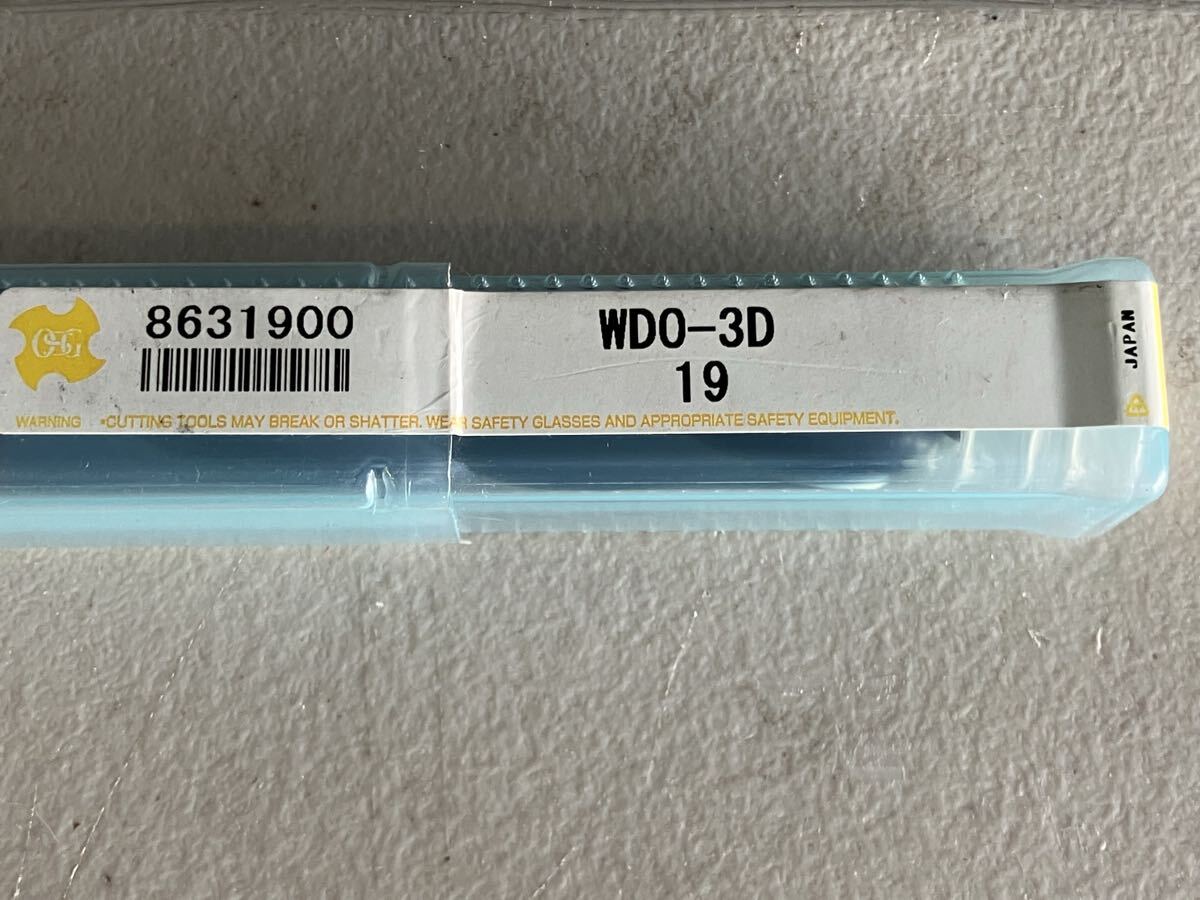 OSG
8631900
WDO-3D
19
WARNING •CUTTING TOOLS MAY BREAK OR SHATTER. WEAR SAFETY GLASSES AND APPROPRIATE SAFETY EQUIPMENT.
JAPAN